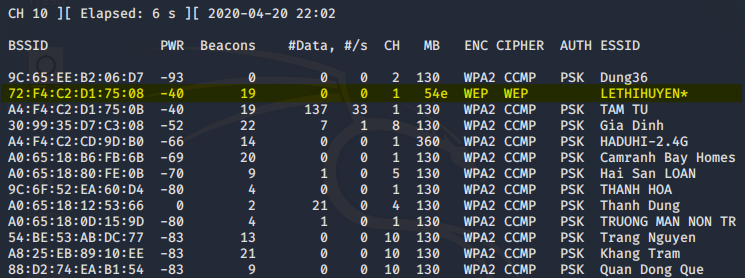 CH 10 ][ Elapsed: 6 s ][ 2020-04-20 22:02
BSSID PWR Beacons #Data, #/s CH MB ENC CIPHER AUTH ESSID
9C:65:EE:B2:06:D7 -93 0 0 0 2 130 WPA2 CCMP PSK Dung36
72:F4:C2:D1:75:08 -40 19 0 0 1 54e WEP WEP LETHIHUYEN*
A4:F4:C2:D1:75:0B -40 19 137 33 1 130 WPA2 CCMP PSK TAM TU
30:99:35:D7:C3:08 -52 22 7 1 8 130 WPA2 CCMP PSK Gia Dinh
A4:F4:C2:CD:9D:B0 -66 14 0 0 1 360 WPA2 CCMP PSK HADUHI-2.4G
A0:65:18:B6:FB:6B -69 20 0 0 1 130 WPA2 CCMP PSK Camranh Bay Homes
A0:65:18:80:FE:0B -70 9 1 0 5 130 WPA2 CCMP PSK Hai San LOAN
9C:6F:52:EA:60:D4 -80 4 0 0 1 130 WPA2 CCMP PSK THANH HOA
A0:65:18:12:53:66 0 2 21 0 4 130 WPA2 CCMP PSK Thanh Dung
A0:65:18:0D:15:9D -80 4 1 0 1 130 WPA2 CCMP PSK TRUONG MAN NON TR
54:BE:53:AB:DC:77 -83 13 0 0 10 130 WPA2 CCMP PSK Trang Nguyen
A8:25:EB:89:10:EE -83 21 0 0 10 130 WPA2 CCMP PSK Khang Tram
88:D2:74:EA:B1:54 -83 9 0 0 10 130 WPA2 CCMP PSK Quan Dong Que